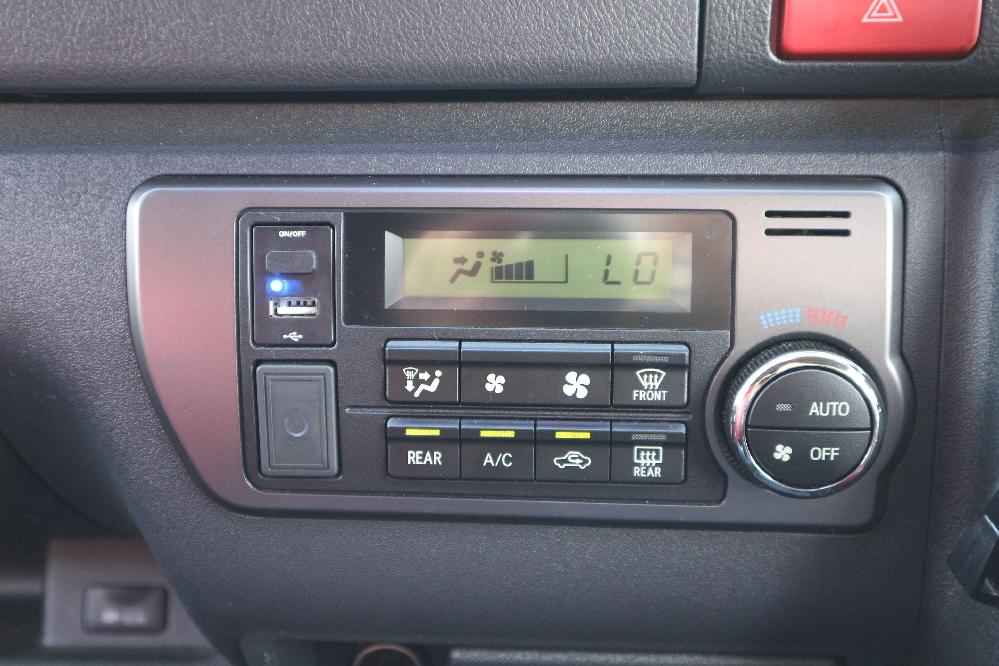 ON/OFF
LO
FRONT
AUTO
OFF
REAR
A/C
REAR